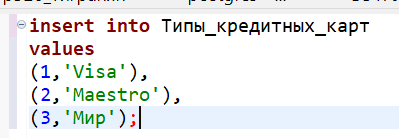 insert into Типы_кредитных_карт
values
(1,'Visa'),
(2,'Maestro'),
(3,'Мир');